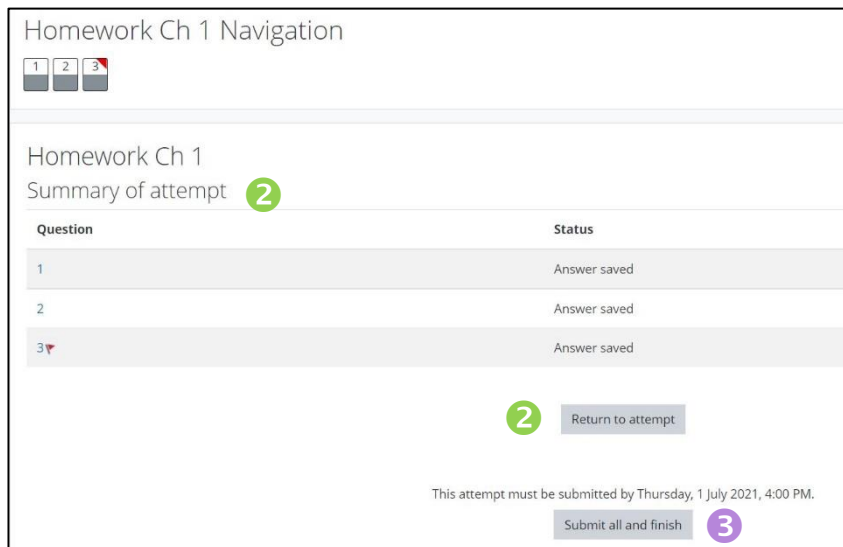 Homework Ch 1 Navigation
1 2 3
Homework Ch 1
Summary of attempt 2
Question Status
1 Answer saved
2 Answer saved
3 Answer saved
2 Return to attempt
This attempt must be submitted by Thursday, 1 July 2021, 4:00 PM.
Submit all and finish 3